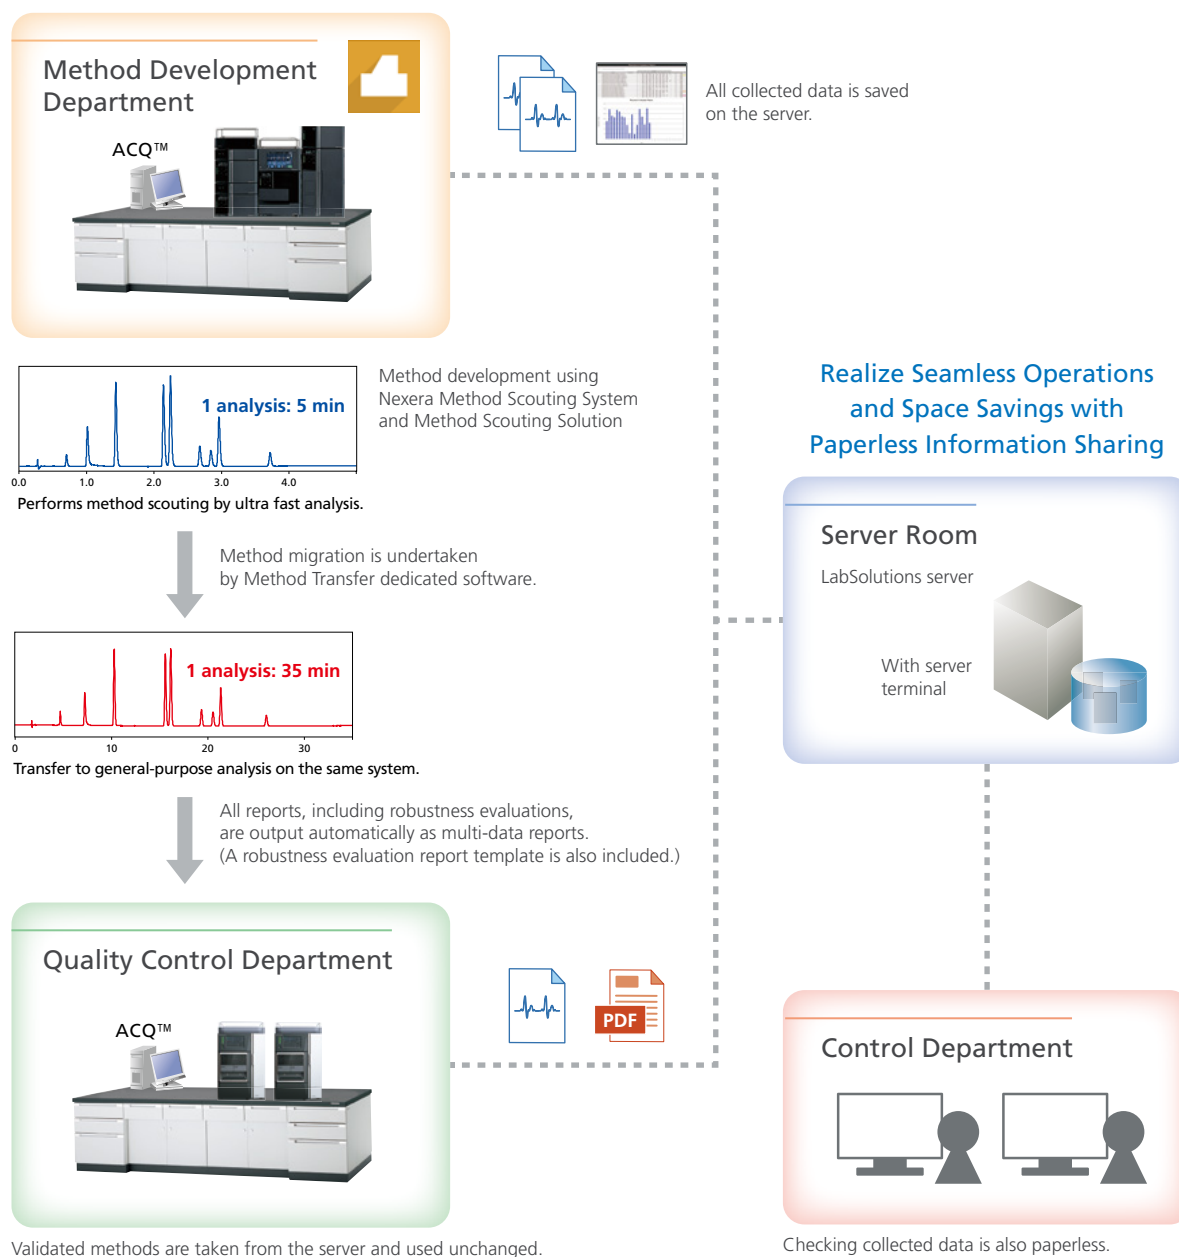 Method Development
Department
ACQ™
All collected data is saved
on the server.
1 analysis: 5 min
0.0 1.0 2.0 3.0 4.0
Performs method scouting by ultra fast analysis.
Method development using
Nexera Method Scouting System
and Method Scouting Solution
Method migration is undertaken
by Method Transfer dedicated software.
1 analysis: 35 min
0 10 20 30
Transfer to general-purpose analysis on the same system.
All reports, including robustness evaluations,
are output automatically as multi-data reports.
(A robustness evaluation report template is also included.)
Quality Control Department
ACQ™
PDF
Validated methods are taken from the server and used unchanged.
Realize Seamless Operations
and Space Savings with
Paperless Information Sharing
Server Room
LabSolutions server
With server
terminal
Control Department
Checking collected data is also paperless.